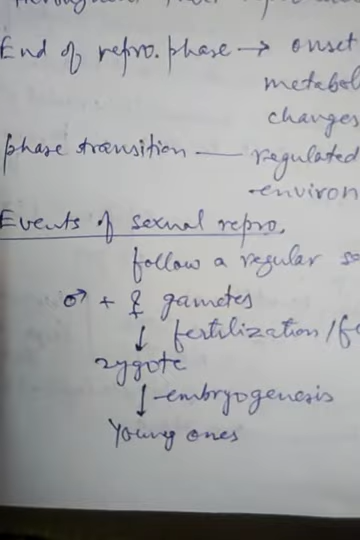 End of repro. phase → onset
metabol
changes
phase transition — regulated
-environ
Events of sexual repro.
follow a regular
♂ + ♀ gametes
↓ fertilization/
zygote
↓ -embryogenesis
Young ones